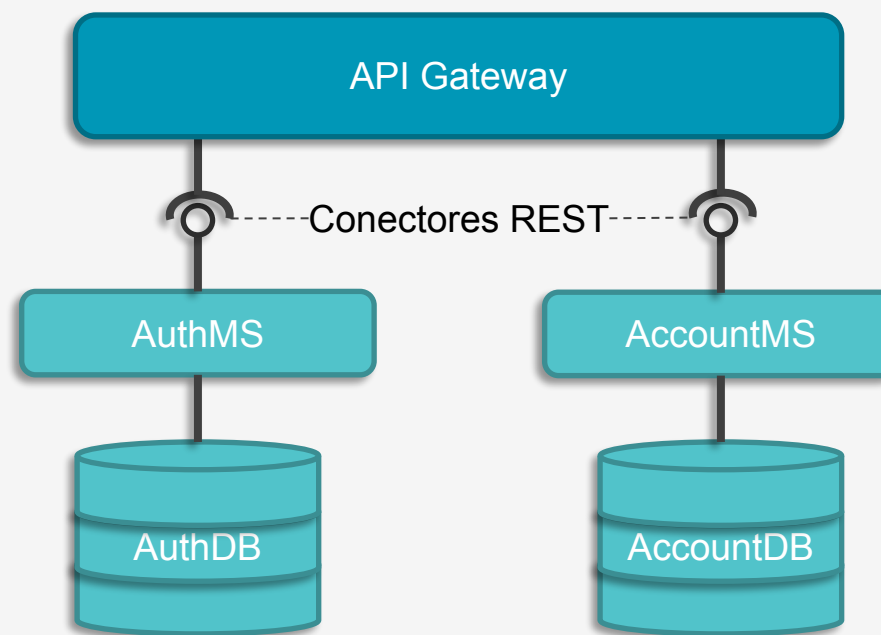 API Gateway
Conectores REST
AuthMS
AccountMS
AuthDB
AccountDB